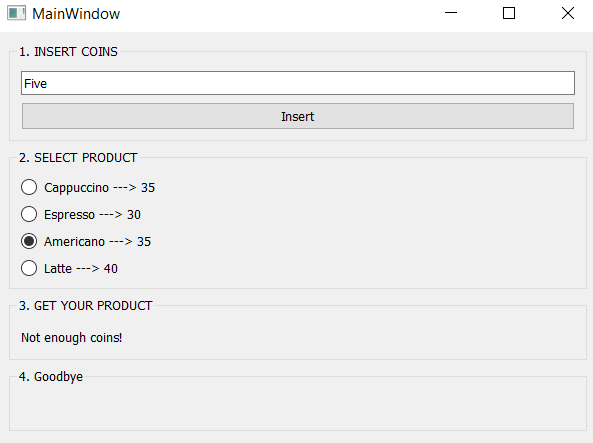 MainWindow
1. INSERT COINS
Five
Insert
2. SELECT PRODUCT
Cappuccino ---> 35
Espresso ---> 30
Americano ---> 35
Latte ---> 40
3. GET YOUR PRODUCT
Not enough coins!
4. Goodbye